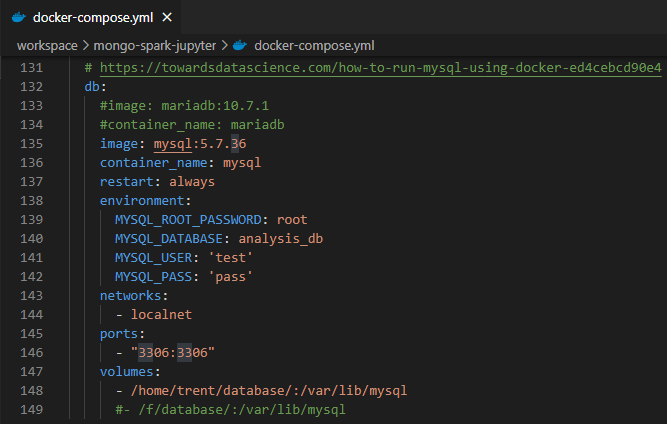 docker-compose.yml ×
workspace > mongo-spark-jupyter > docker-compose.yml
131 # https://towardsdatascience.com/how-to-run-mysql-using-docker-ed4cebcd90e4
132 db:
133 #image: mariadb:10.7.1
134 #container_name: mariadb
135 image: mysql:5.7.36
136 container_name: mysql
137 restart: always
138 environment:
139 MYSQL_ROOT_PASSWORD: root
140 MYSQL_DATABASE: analysis_db
141 MYSQL_USER: 'test'
142 MYSQL_PASS: 'pass'
143 networks:
144 - localnet
145 ports:
146 - "3306:3306"
147 volumes:
148 - /home/trent/database/:/var/lib/mysql
149 #- /f/database/:/var/lib/mysql